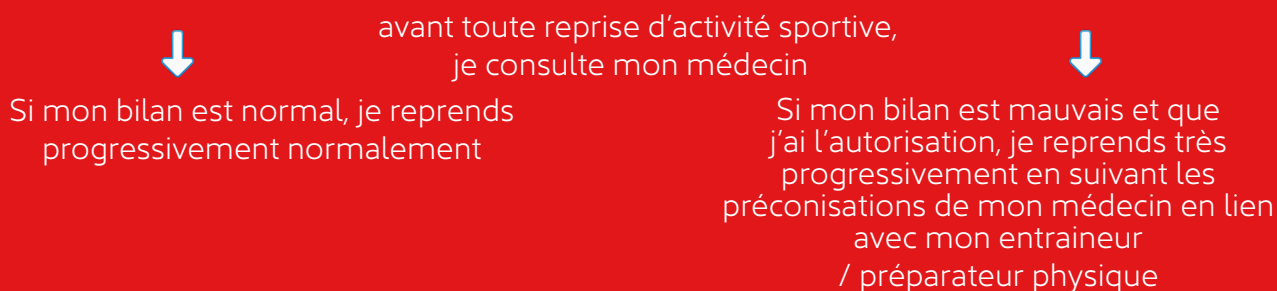 avant toute reprise d’activité sportive,
je consulte mon médecin
Si mon bilan est normal, je reprends
progressivement normalement
Si mon bilan est mauvais et que
j’ai l’autorisation, je reprends très
progressivement en suivant les
préconisations de mon médecin en lien
avec mon entraineur
/ préparateur physique